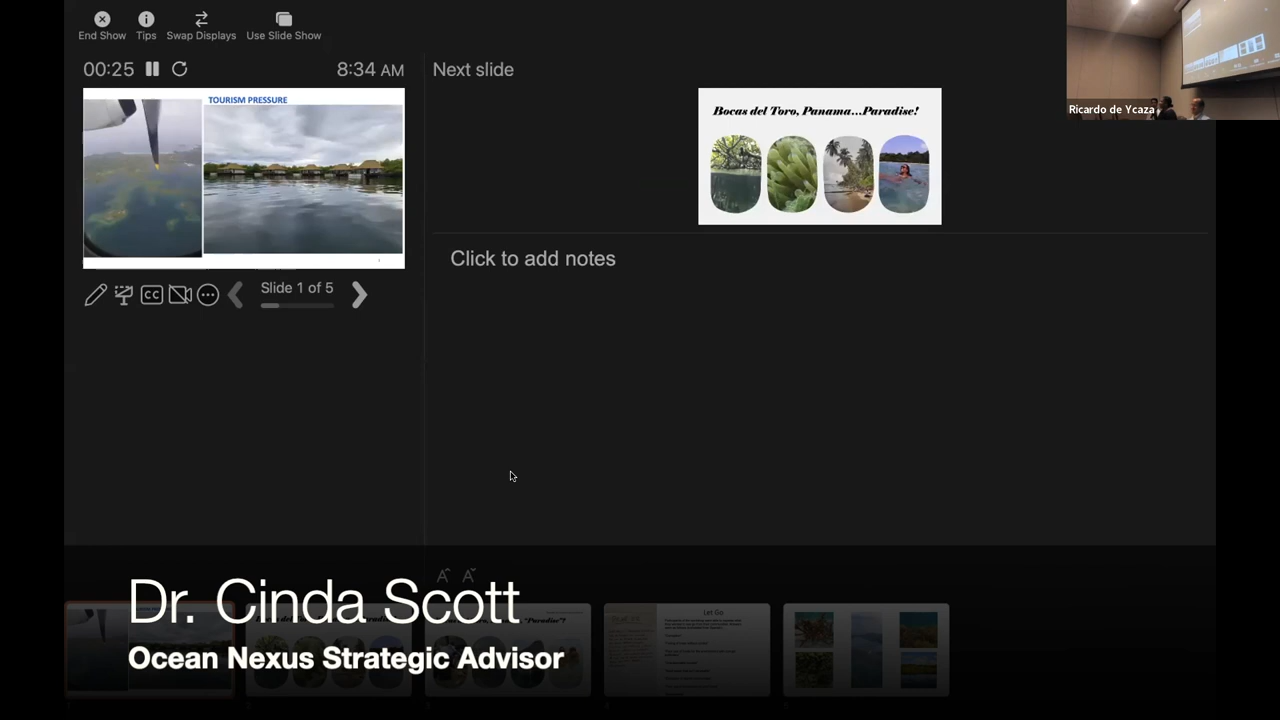 End Show
Tips
Swap Displays
Use Slide Show
00:25
8:34 AM
Next slide
TOURISM PRESSURE
Bocas del Toro, Panama...Paradise!
Ricardo de Ycaza
Click to add notes
Slide 1 of 5
Let Go
Dr. Cinda Scott
Ocean Nexus Strategic Advisor